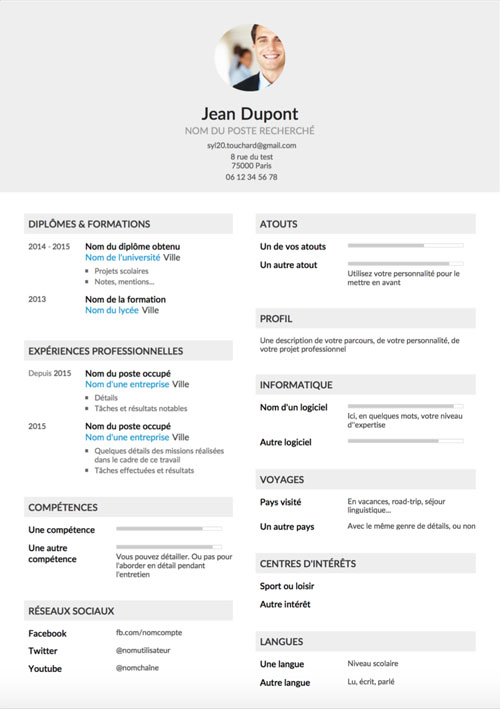 Jean Dupont
NOM DU POSTE RECHERCHÉ
syl20.touchard@gmail.com
8 rue du test
75000 Paris
06 12 34 56 78
DIPLÔMES & FORMATIONS
2014 - 2015 Nom du diplôme obtenu
Nom de l'université Ville
Projets scolaires
Notes, mentions...
2013 Nom de la formation
Nom du lycée Ville
EXPÉRIENCES PROFESSIONNELLES
Depuis 2015 Nom du poste occupé
Nom d'une entreprise Ville
Détails
Tâches et résultats notables
2015 Nom du poste occupé
Nom d'une entreprise Ville
Quelques détails des missions réalisées
dans le cadre de ce travail
Tâches effectuées et résultats
COMPÉTENCES
Une compétence
Une autre
compétence
Vous pouvez détailler. Ou pas pour
l'aborder en détail pendant
l'entretien
RÉSEAUX SOCIAUX
Facebook fb.com/nomcompte
Twitter @nomutilisateur
Youtube @nomchaîne
ATOUTS
Un de vos atouts
Un autre atout
Utilisez votre personnalité pour le
mettre en avant
PROFIL
Une description de votre parcours, de votre personnalité, de
votre projet professionnel
INFORMATIQUE
Nom d'un logiciel
Ici, en quelques mots, votre niveau
d''expertise
Autre logiciel
VOYAGES
Pays visité En vacances, road-trip, séjour
linguistique...
Un autre pays Avec le même genre de détails, ou non
CENTRES D'INTÉRÊTS
Sport ou loisir
Autre intérêt
LANGUES
Une langue Niveau scolaire
Autre langue Lu, écrit, parlé